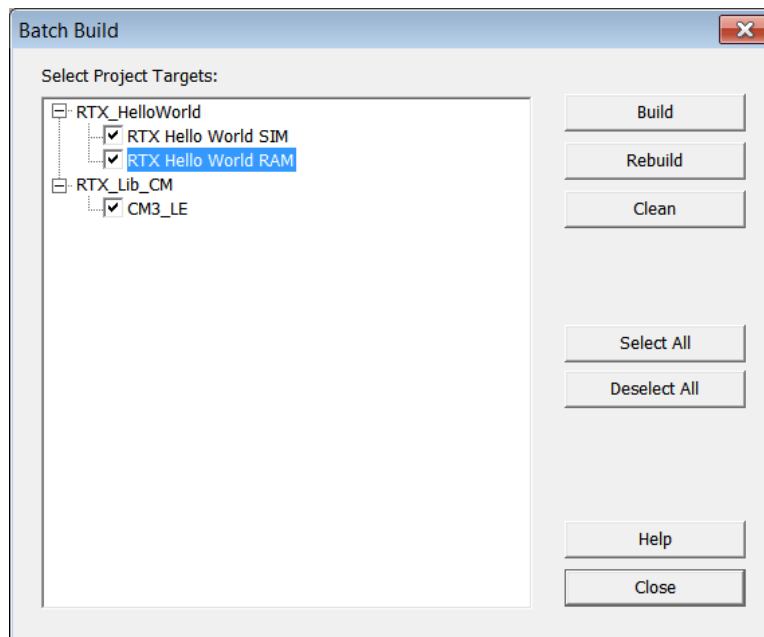 Batch Build
Select Project Targets:
RTX_HelloWorld
RTX Hello World SIM
RTX Hello World RAM
RTX_Lib_CM
CM3_LE
Build
Rebuild
Clean
Select All
Deselect All
Help
Close